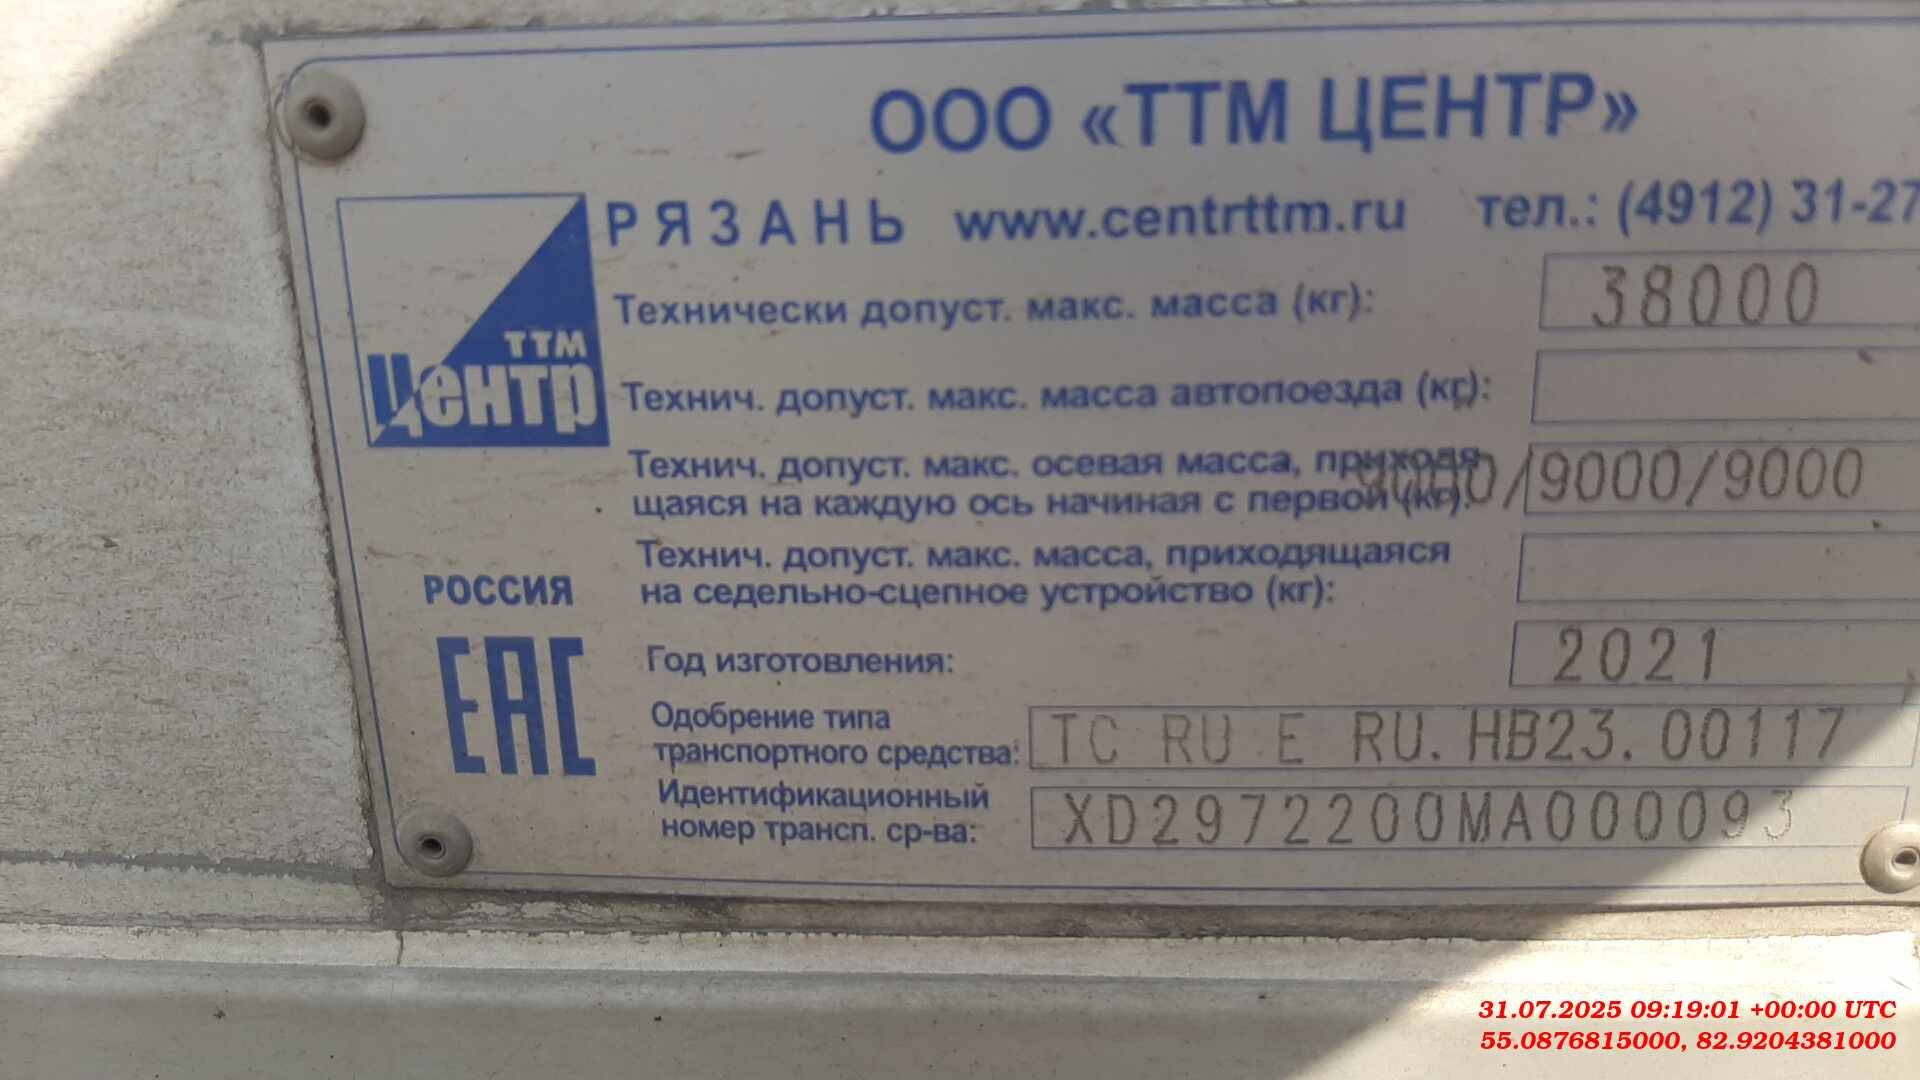 ООО «ТТМ ЦЕНТР»
РЯЗАНЬ www.centrttm.ru тел.: (4912) 31-27
ТТМ
Центр
Технически допуст. макс. масса (кг): 38000
Технич. допуст. макс. масса автопоезда (кг):
Технич. допуст. макс. осевая масса, приходя-
щаяся на каждую ось начиная с первой (кг): 9000/9000/9000
Технич. допуст. макс. масса, приходящаяся
на седельно-сцепное устройство (кг):
РОССИЯ
EAC
Год изготовления: 2021
Одобрение типа
транспортного средства: ТС RU E RU.НВ23.00117
Идентификационный
номер трансп. ср-ва: XD2972200MA000093
31.07.2025 09:19:01 +00:00 UTC
55.0876815000, 82.9204381000